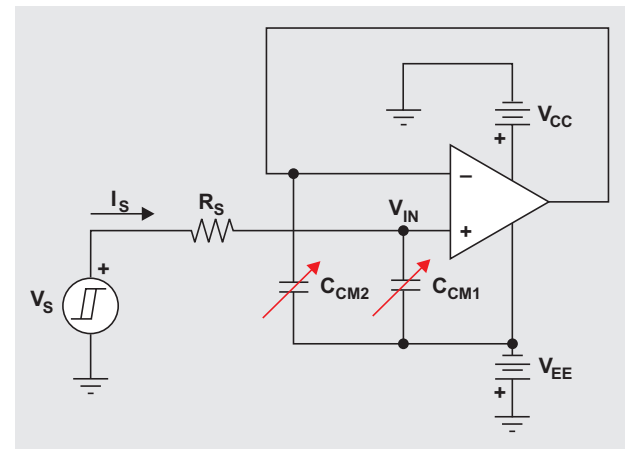 V_CC
+
−
I_S
R_S
V_IN
+
+
V_S
C_CM2
C_CM1
V_EE
+